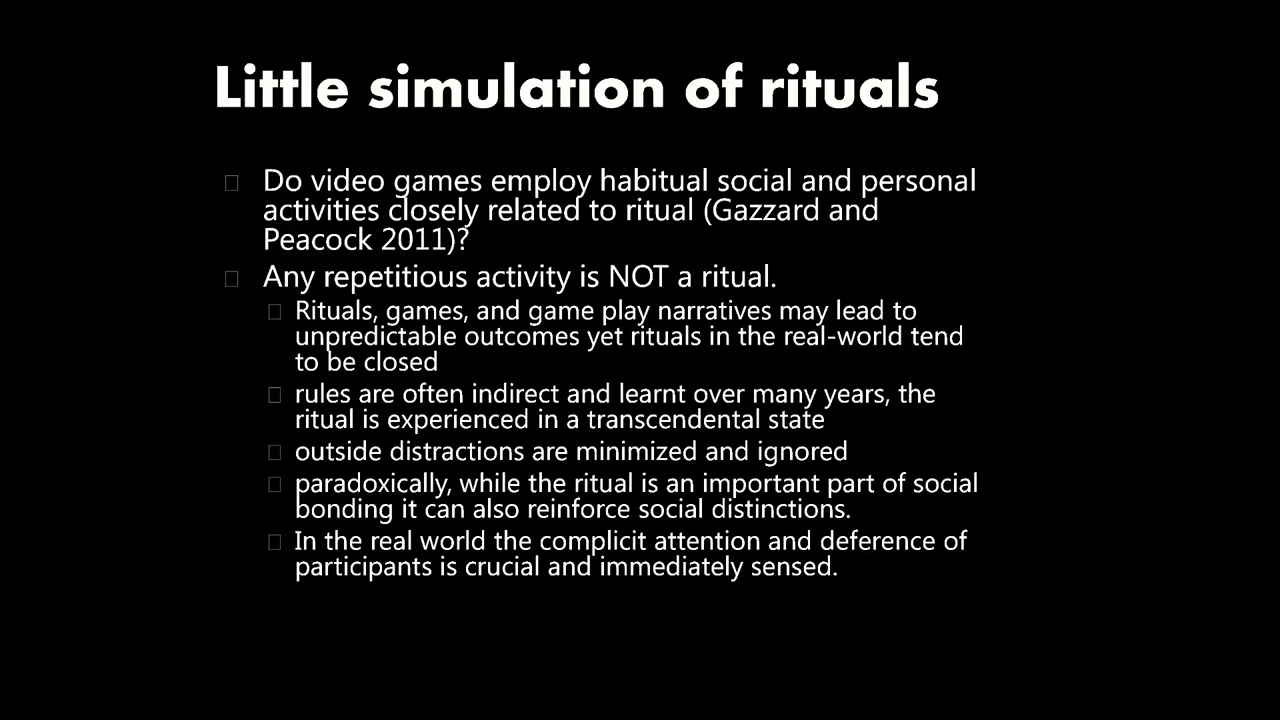 Little simulation of rituals
Do video games employ habitual social and personal
activities closely related to ritual (Gazzard and
Peacock 2011)?
Any repetitious activity is NOT a ritual.
Rituals, games, and game play narratives may lead to
unpredictable outcomes yet rituals in the real-world tend
to be closed
rules are often indirect and learnt over many years, the
ritual is experienced in a transcendental state
outside distractions are minimized and ignored
paradoxically, while the ritual is an important part of social
bonding it can also reinforce social distinctions.
In the real world the complicit attention and deference of
participants is crucial and immediately sensed.